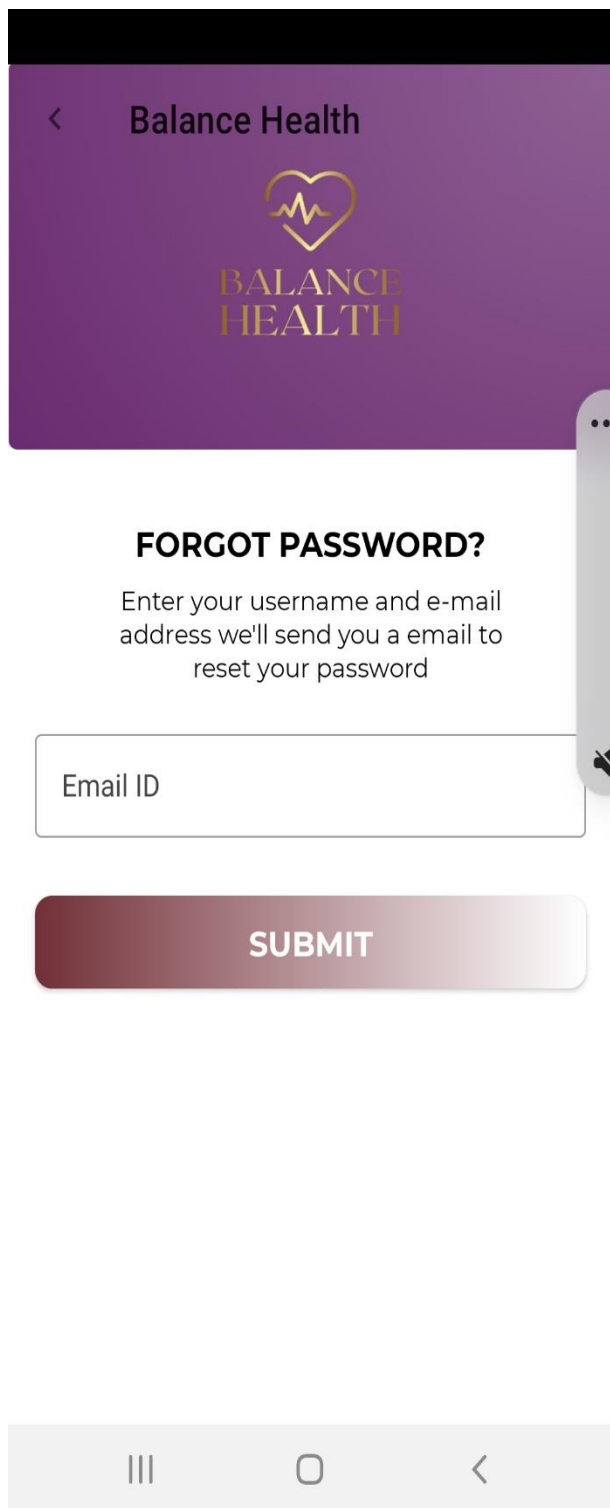 Balance Health
BALANCE
HEALTH
FORGOT PASSWORD?
Enter your username and e-mail
address we'll send you a email to
reset your password
Email ID
SUBMIT